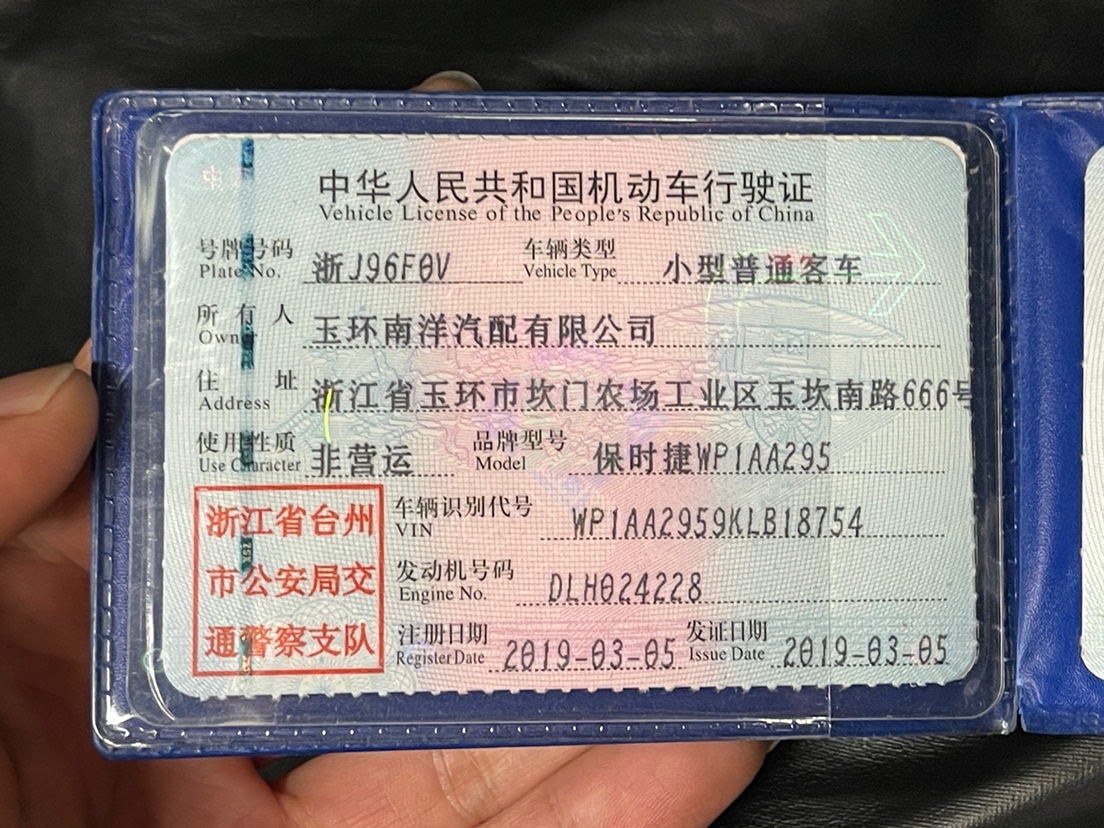 中华人民共和国机动车行驶证
Vehicle License of the People's Republic of China
号牌号码 浙J96F0V 车辆类型 小型普通客车
Plate No. Vehicle Type
所有人 玉环南洋汽配有限公司
Owner
住址 浙江省玉环市坎门农场工业区玉坎南路666号
Address
使用性质 非营运 品牌型号 保时捷WP1AA295
Use Character Model
浙江省台州
市公安局交
通警察支队
车辆识别代号 WP1AA2959KLB18754
VIN
发动机号码 DLH024228
Engine No.
注册日期 2019-03-05 发证日期 2019-03-05
Register Date Issue Date